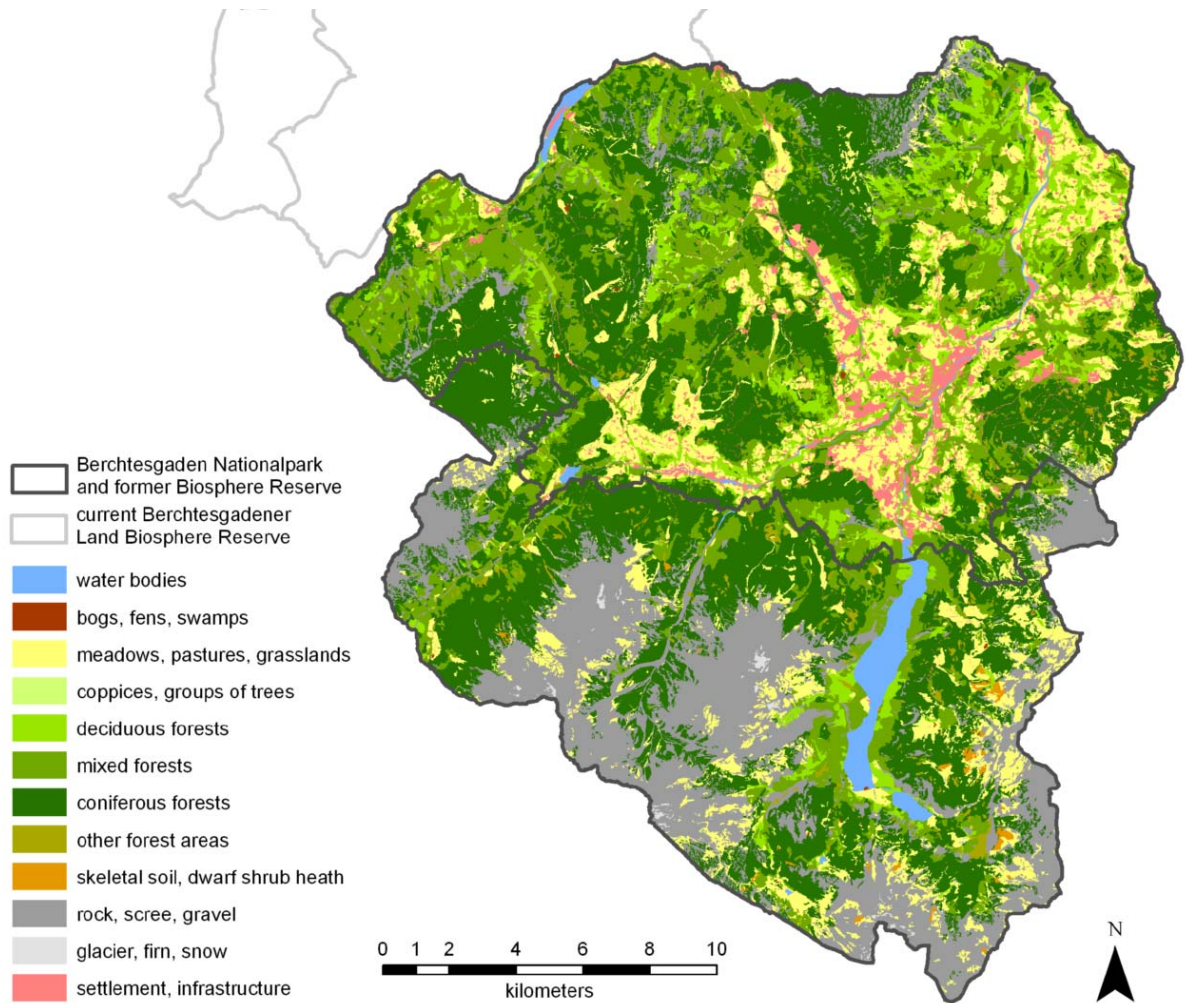 Berchtesgaden Nationalpark
and former Biosphere Reserve
current Berchtesgadener
Land Biosphere Reserve
water bodies
bogs, fens, swamps
meadows, pastures, grasslands
coppices, groups of trees
deciduous forests
mixed forests
coniferous forests
other forest areas
skeletal soil, dwarf shrub heath
rock, scree, gravel
glacier, firn, snow
settlement, infrastructure
0 1 2 4 6 8 10
kilometers
N